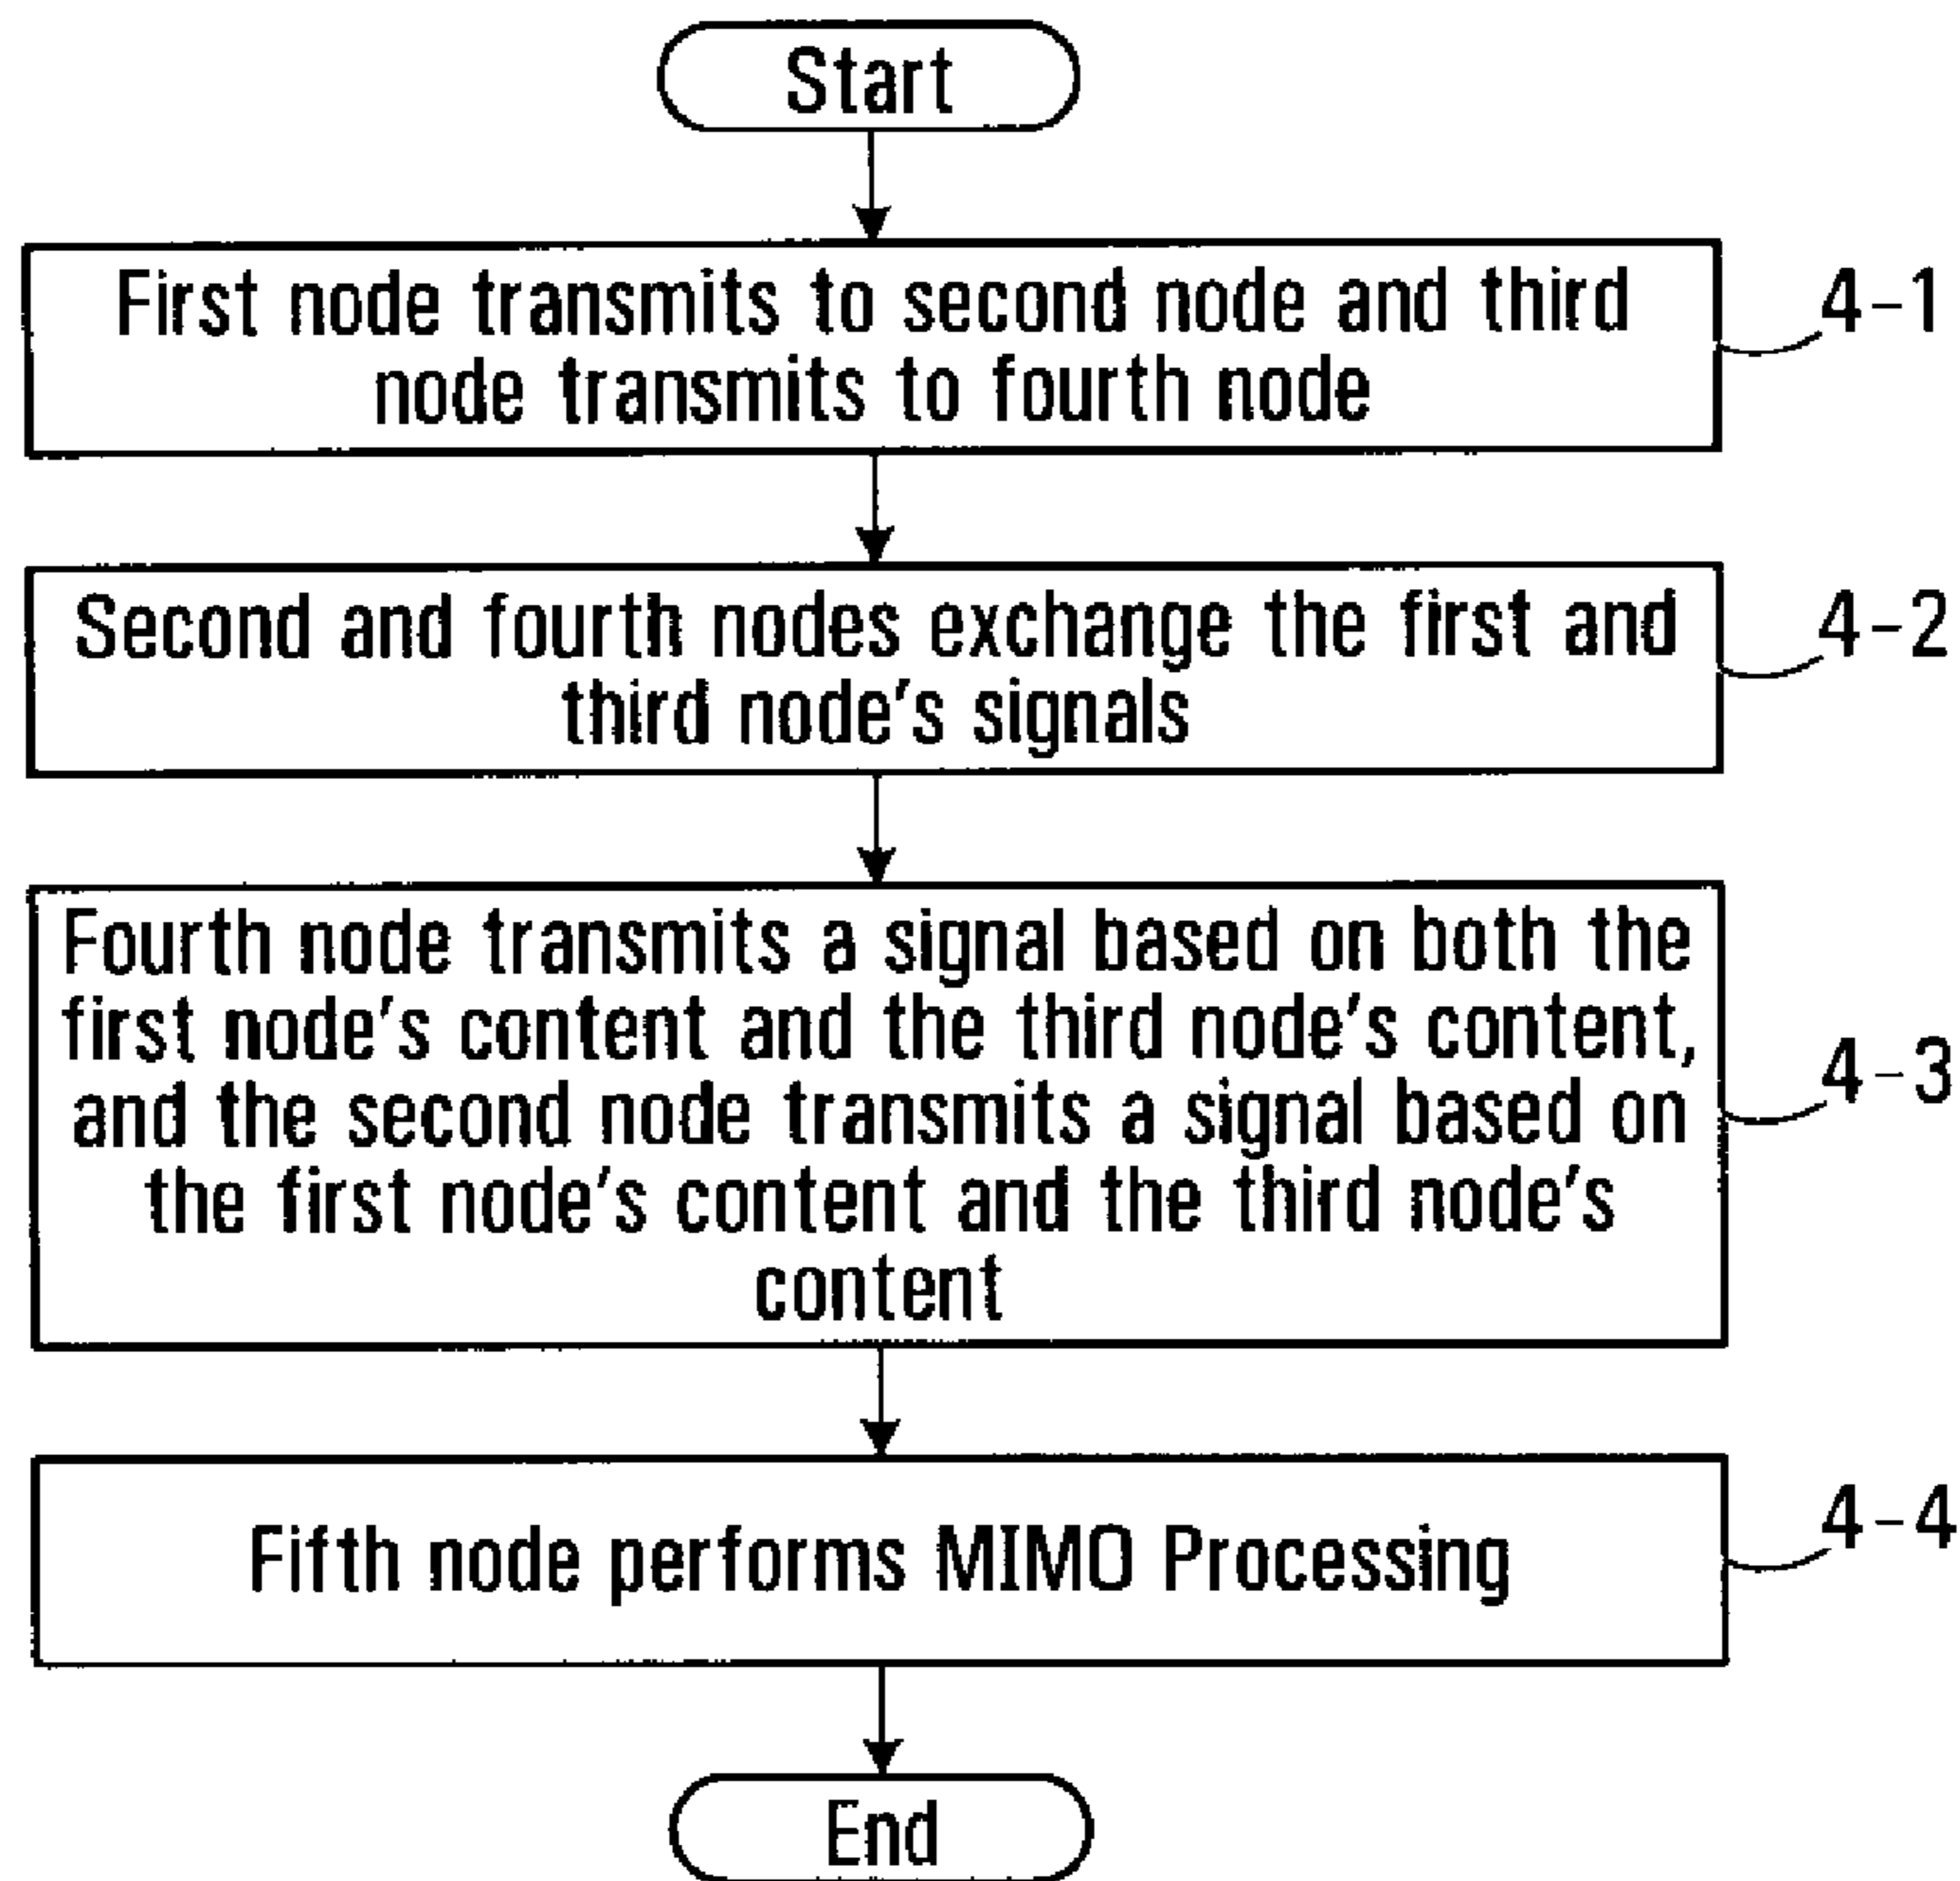 Start
First node transmits to second node and third
node transmits to fourth node
4-1
Second and fourth nodes exchange the first and
third node's signals
4-2
Fourth node transmits a signal based on both the
first node's content and the third node's content,
and the second node transmits a signal based on
the first node's content and the third node's
content
4-3
Fifth node performs MIMO Processing
4-4
End